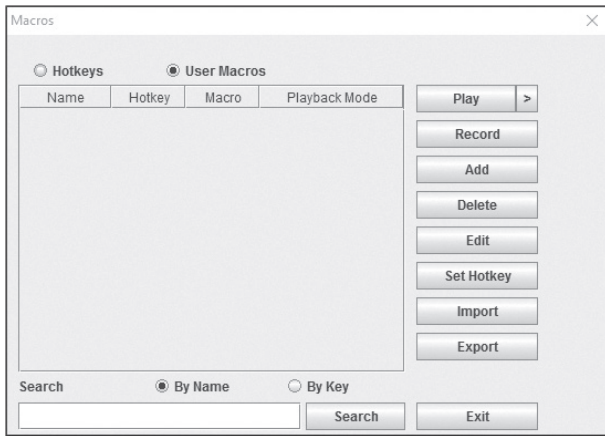 Macros
Hotkeys User Macros
Name Hotkey Macro Playback Mode
Play >
Record
Add
Delete
Edit
Set Hotkey
Import
Export
Search By Name By Key
Search Exit